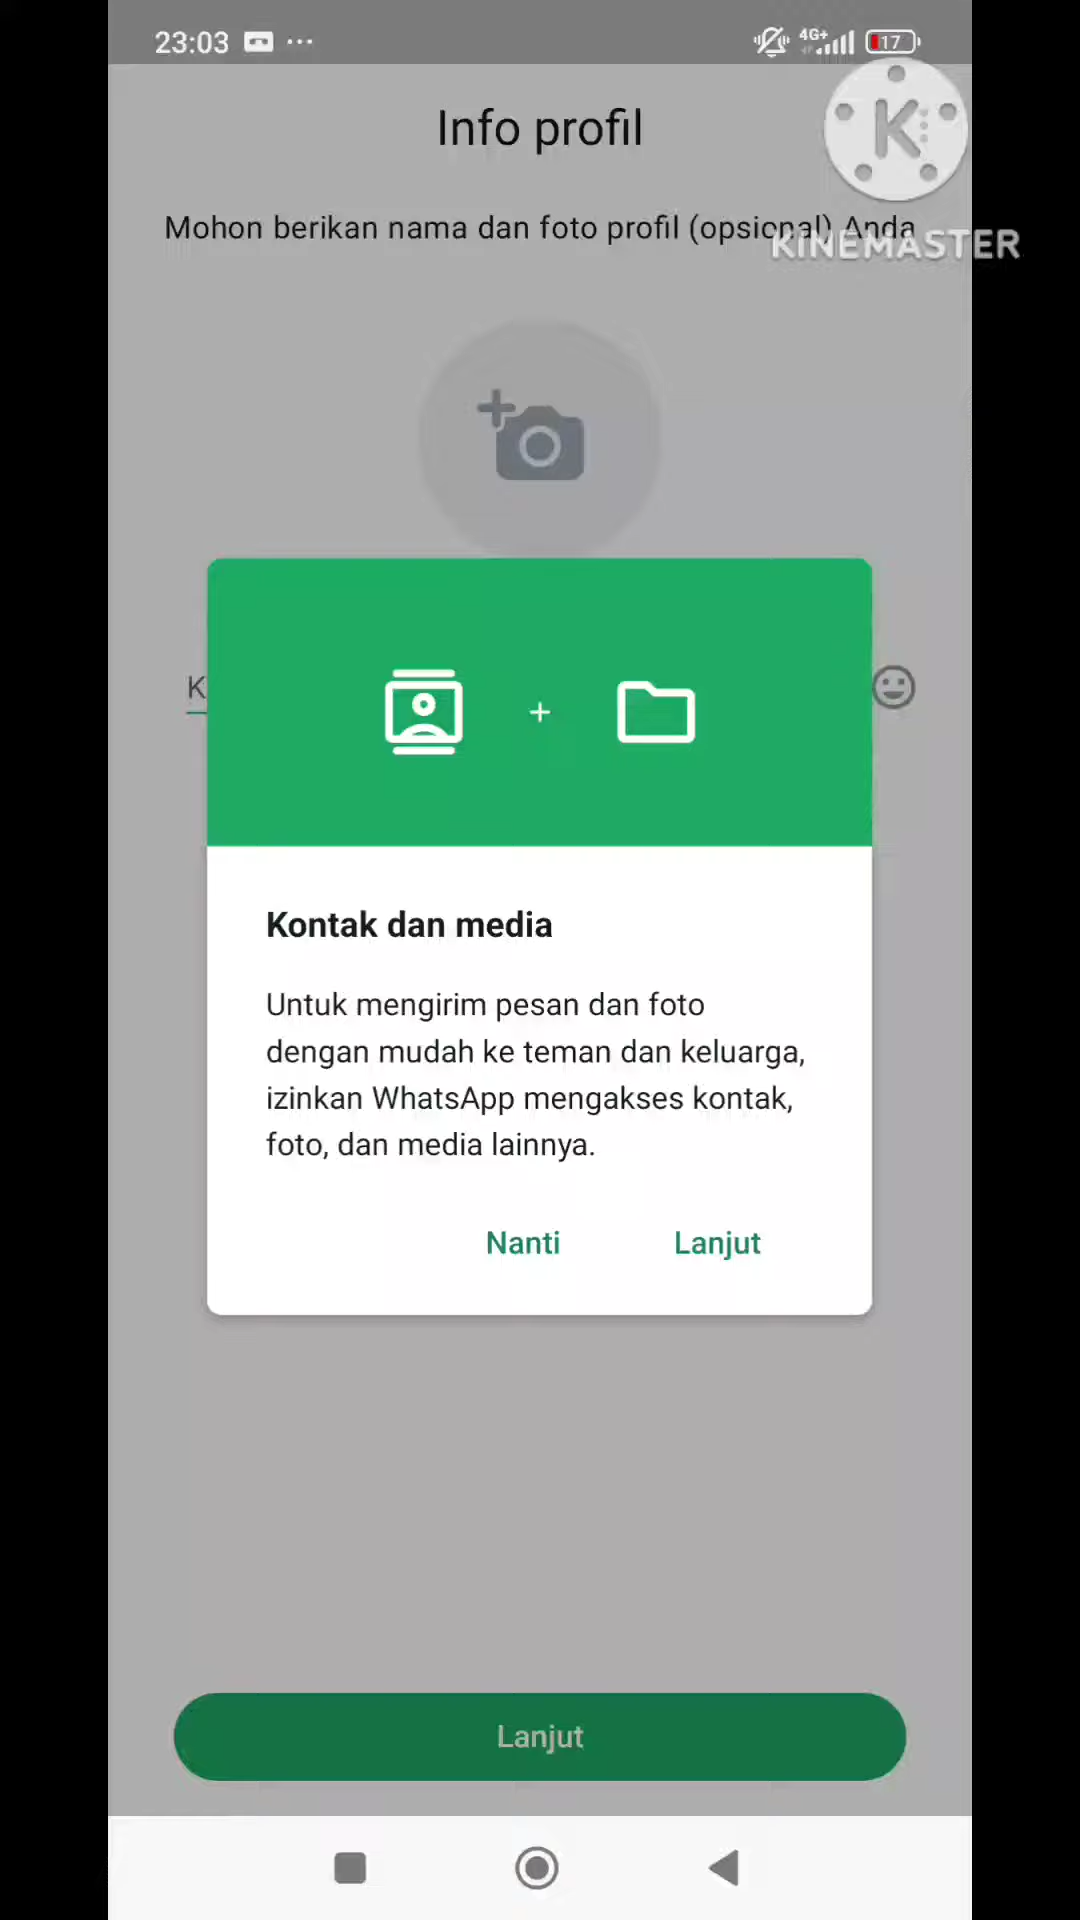 23:03
4G+
17
Info profil
K
Mohon berikan nama dan foto profil (opsional) Anda
KINEMASTER
K
Kontak dan media
Untuk mengirim pesan dan foto
dengan mudah ke teman dan keluarga,
izinkan WhatsApp mengakses kontak,
foto, dan media lainnya.
Nanti
Lanjut
Lanjut